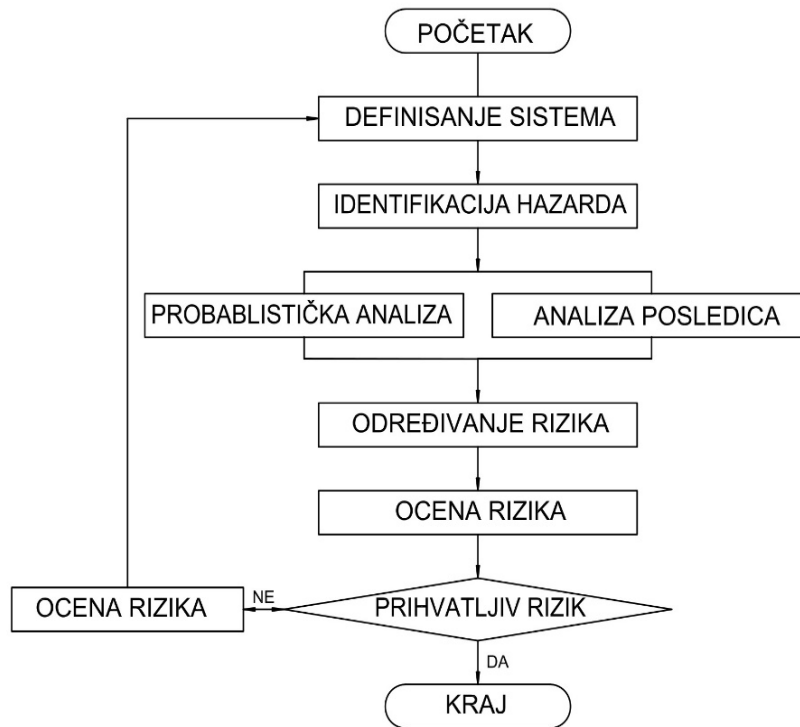 POČETAK
DEFINISANJE SISTEMA
IDENTIFIKACIJA HAZARDA
PROBABLISTIČKA ANALIZA
ANALIZA POSLEDICA
ODREĐIVANJE RIZIKA
OCENA RIZIKA
OCENA RIZIKA
NE
PRIHVATLJIV RIZIK
DA
KRAJ